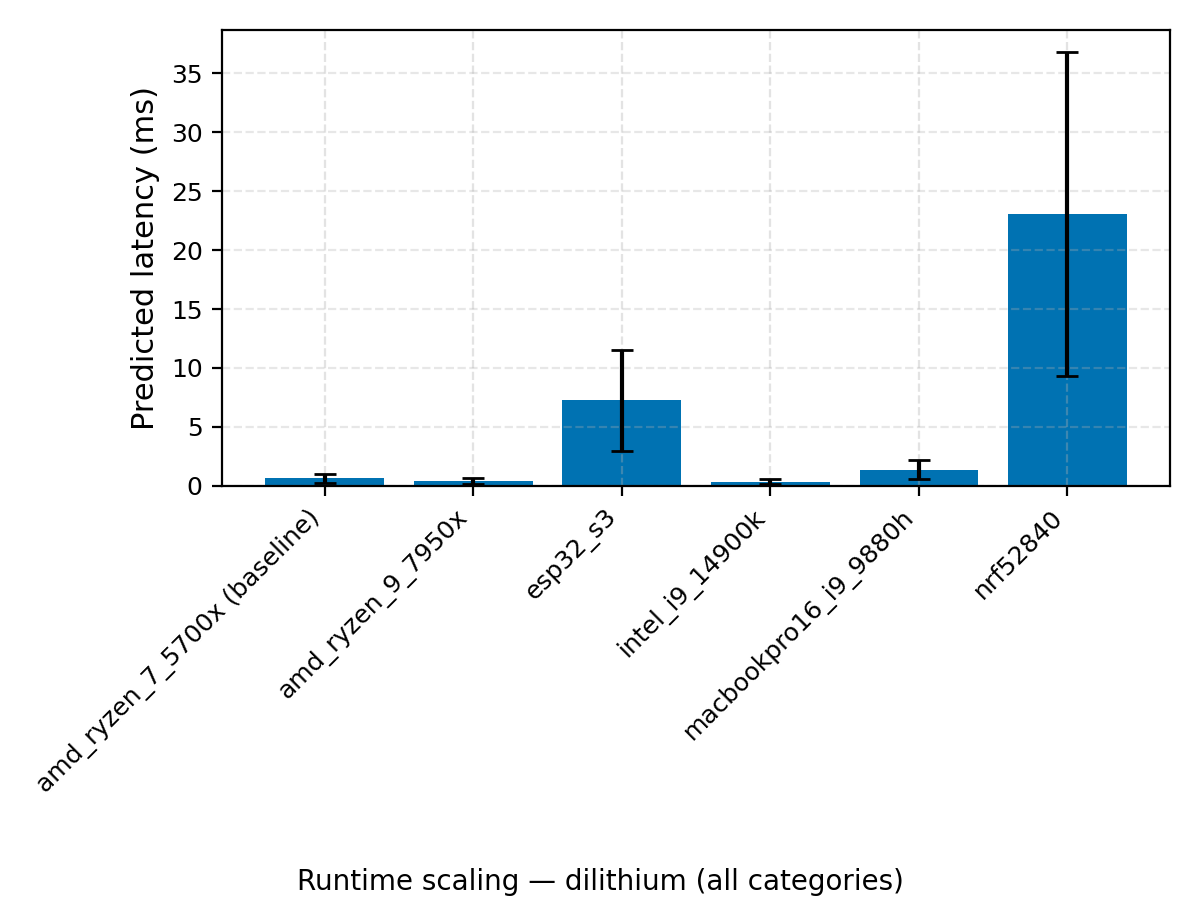 Predicted latency (ms)
35
30
25
20
15
10
5
0
amd_ryzen_7_5700x (baseline)
amd_ryzen_9_7950x
esp32_s3
intel_i9_14900k
macbookpro16_i9_9880h
nrf52840
Runtime scaling — dilithium (all categories)